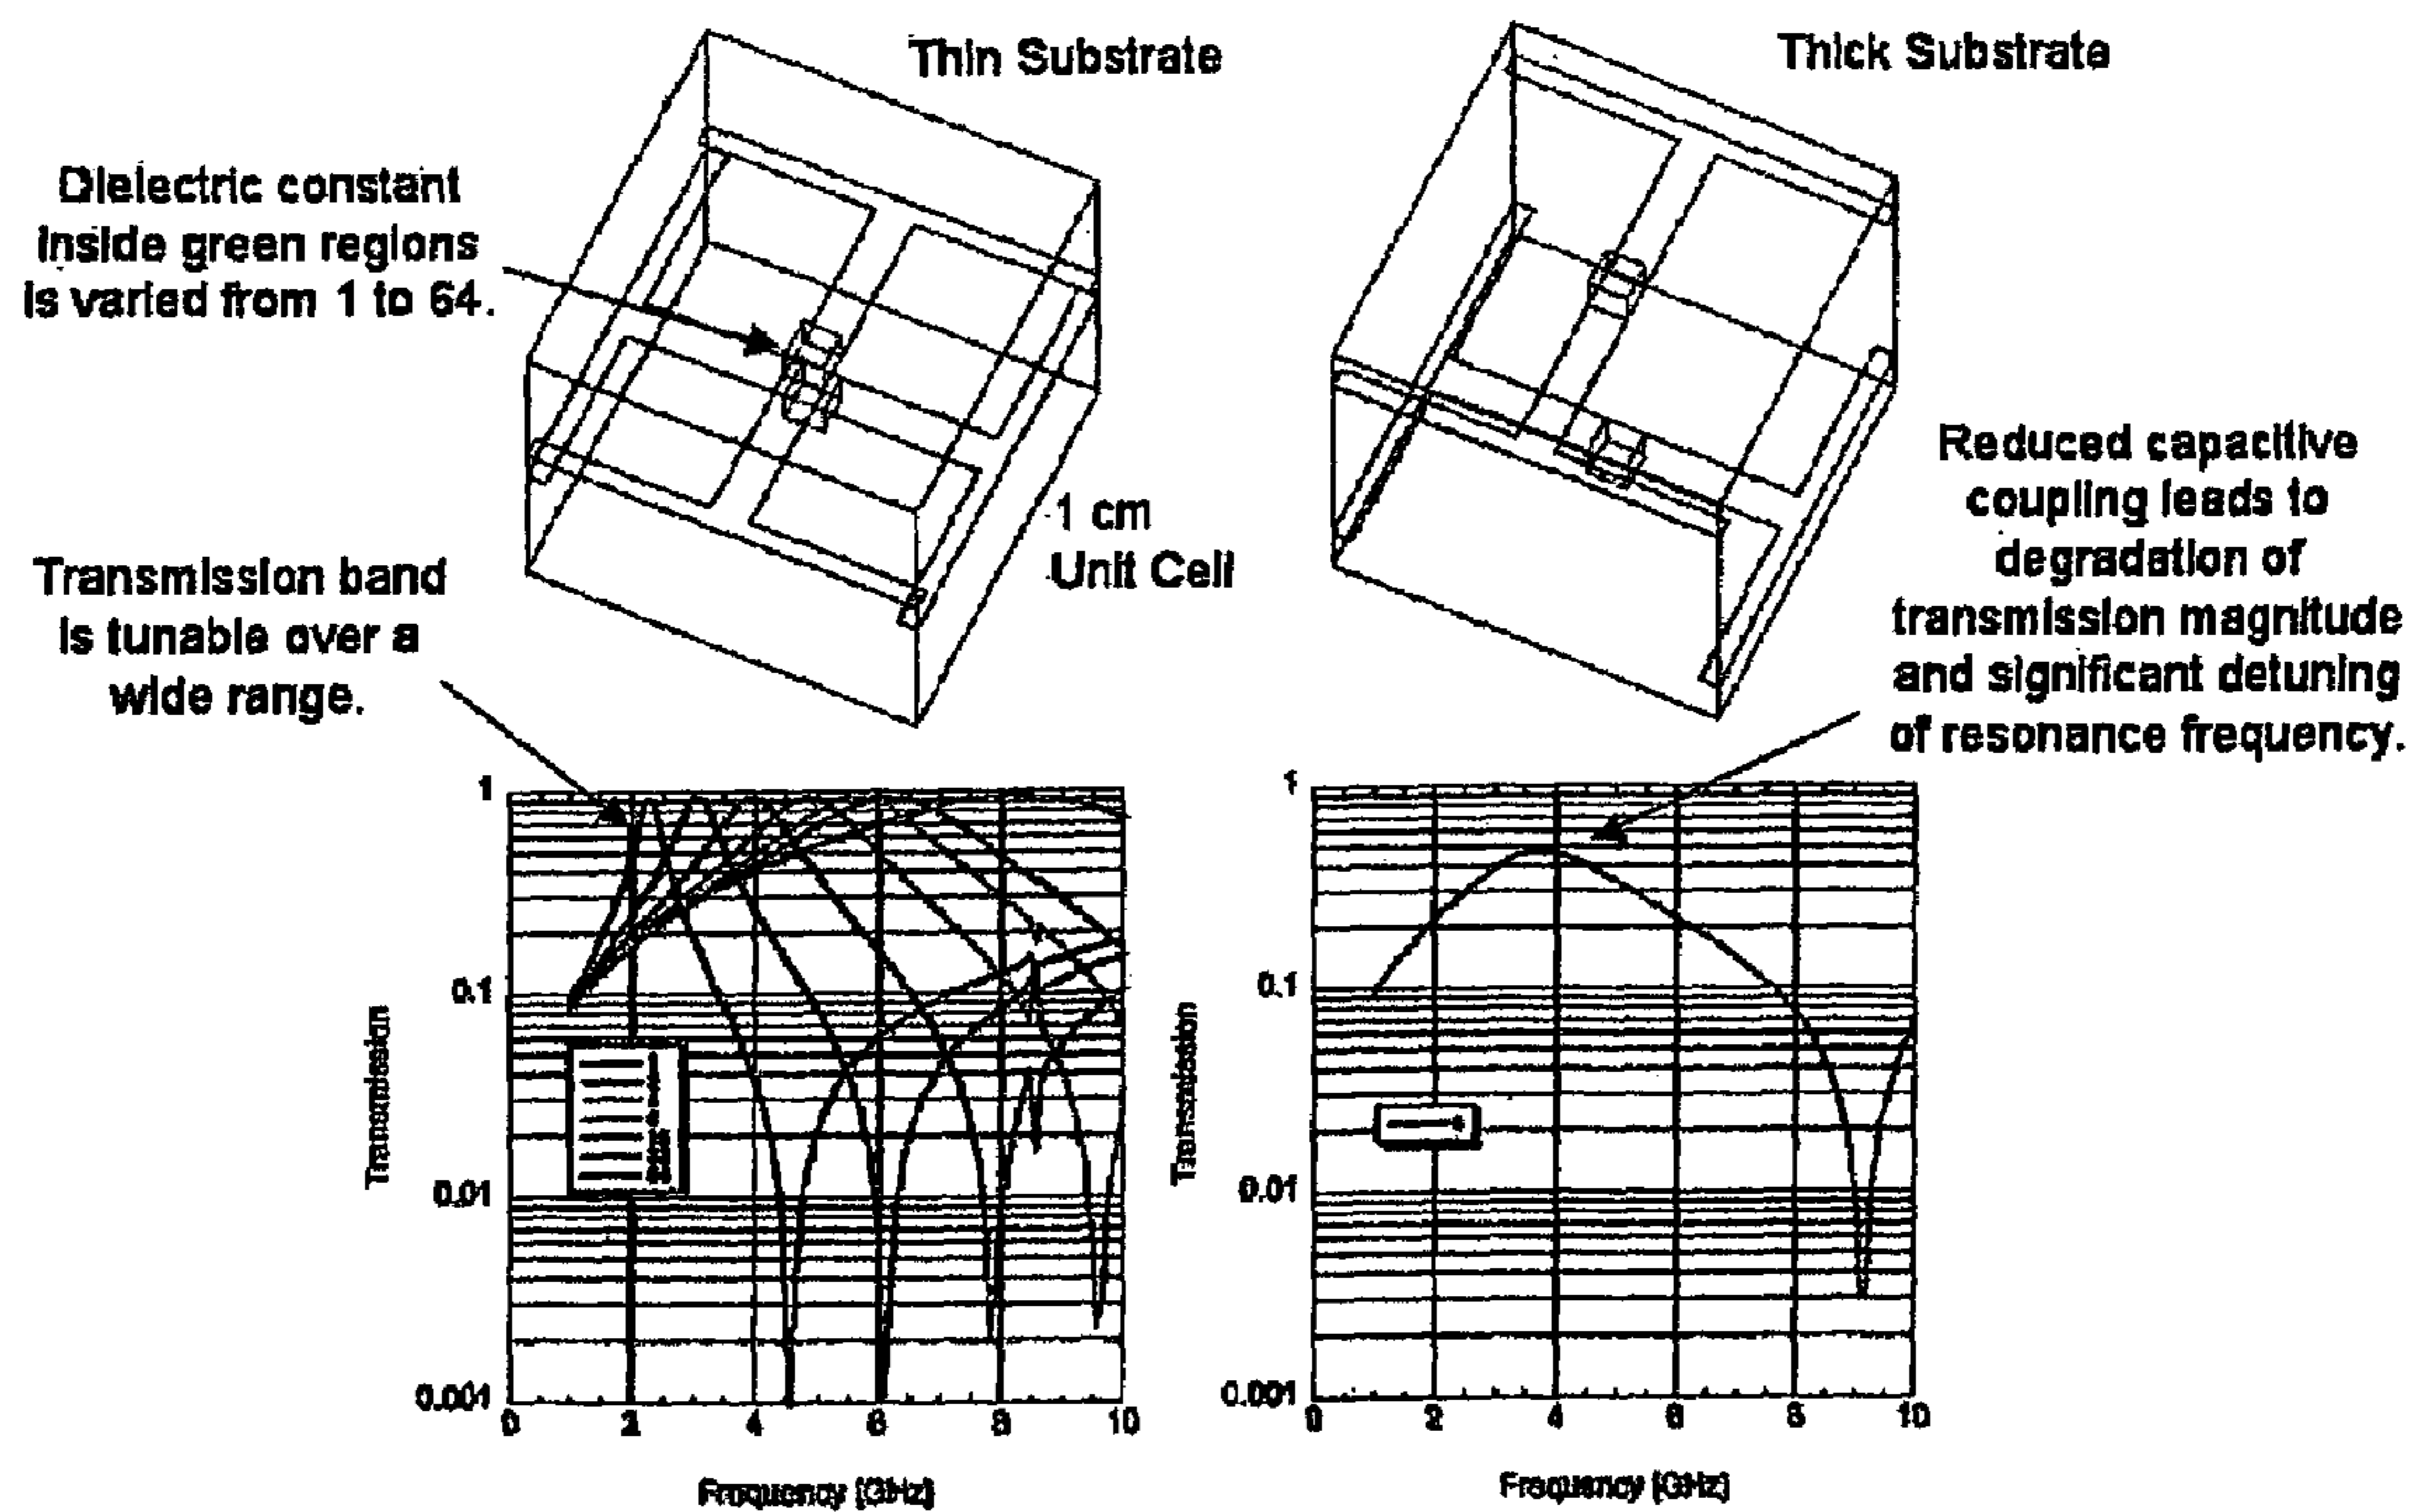 Thin Substrate
Thick Substrate
Dielectric constant
inside green regions
is varied from 1 to 64.
1 cm
Unit Cell
Transmission band
is tunable over a
wide range.
Reduced capacitive
coupling leads to
degradation of
transmission magnitude
and significant detuning
of resonance frequency.
1
0.1
0.01
0.001
Transmission
0 2 4 6 8 10
Frequency [GHz]
1
0.1
0.01
0.001
Transmission
0 2 4 6 8 10
Frequency [GHz]